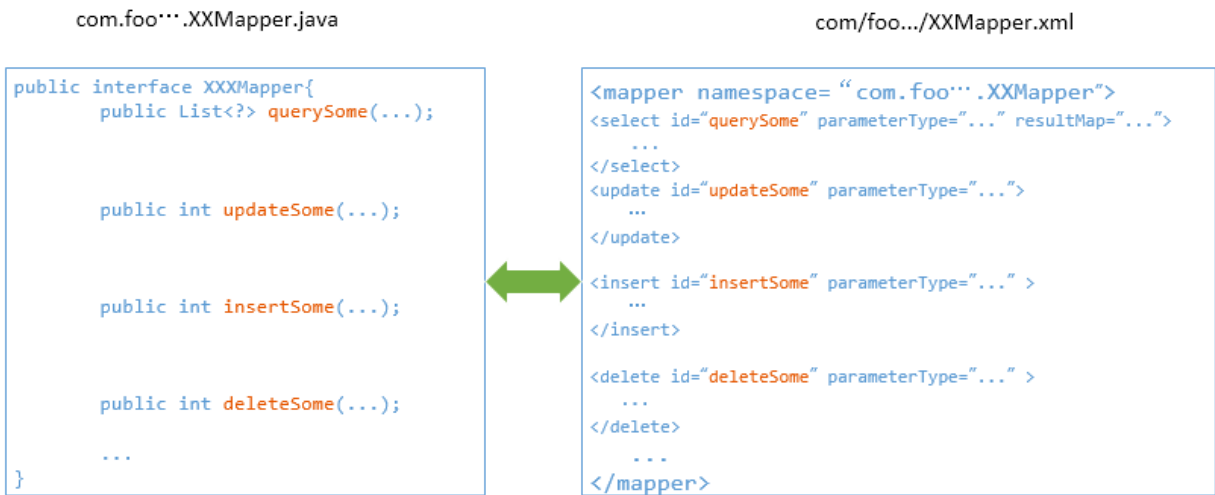 com.foo···.XXMapper.java
public interface XXXMapper{
public List<?> querySome(...);
public int updateSome(...);
public int insertSome(...);
public int deleteSome(...);
...
}
com/foo.../XXMapper.xml
<mapper namespace= “com.foo···.XXMapper”>
<select id=“querySome” parameterType=”...” resultMap=”...”>
...
</select>
<update id=“updateSome” parameterType=”...”>
…
</update>
<insert id=“insertSome” parameterType=”...” >
…
</insert>
<delete id=“deleteSome” parameterType=”...” >
...
</delete>
...
</mapper>